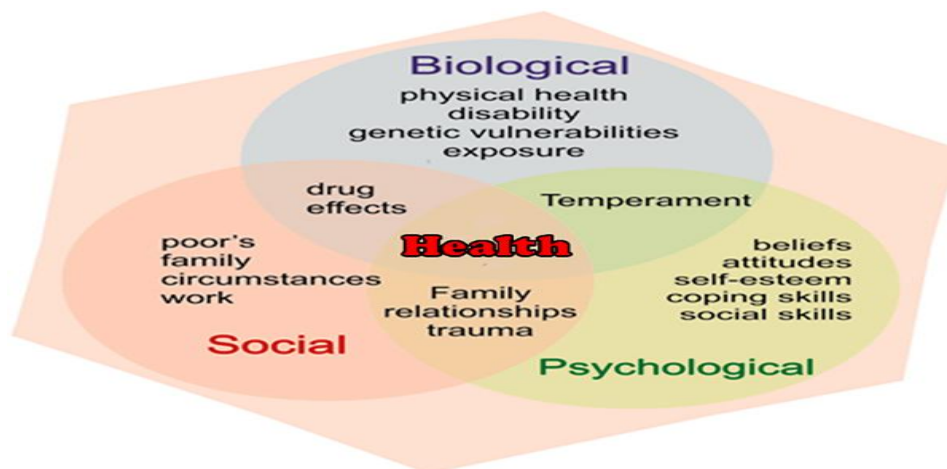 Biological
physical health
disability
genetic vulnerabilities
exposure
drug
effects
Temperament
Health
poor's
family
circumstances
work
Social
Family
relationships
trauma
beliefs
attitudes
self-esteem
coping skills
social skills
Psychological